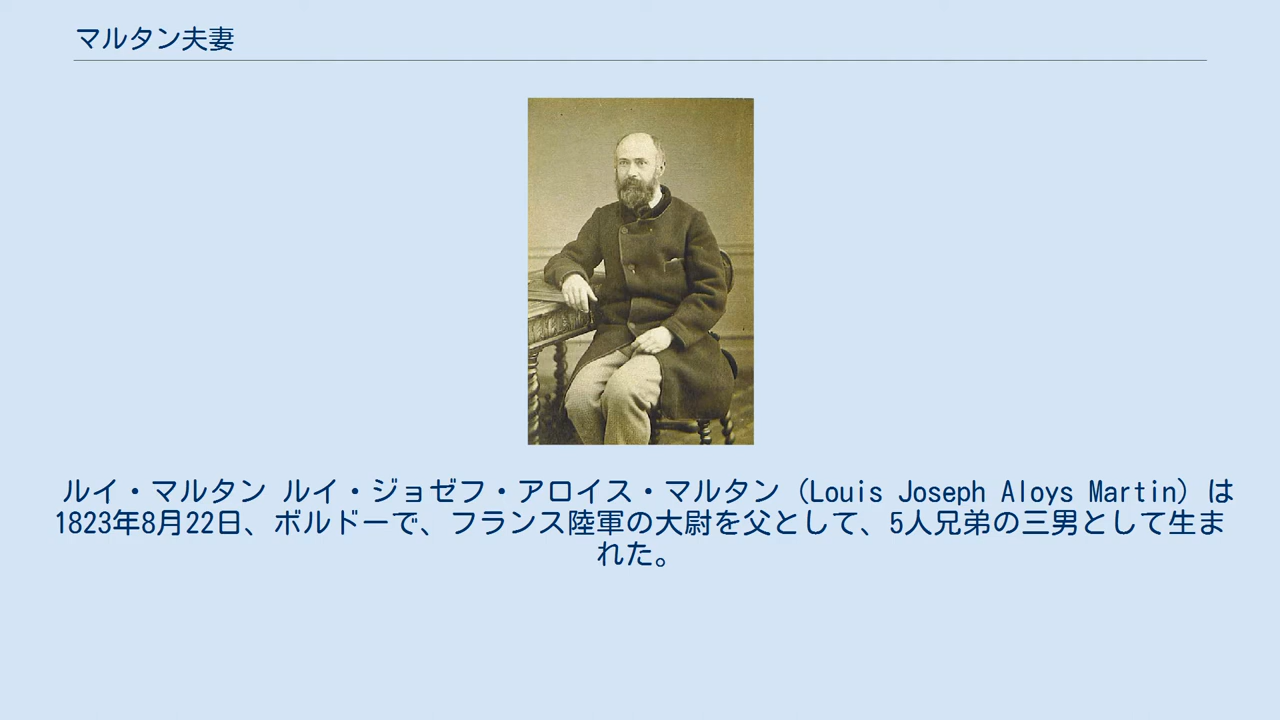 マルタン夫妻
ルイ・マルタン ルイ・ジョゼフ・アロイス・マルタン（Louis Joseph Aloys Martin）は
1823年8月22日、ボルドーで、フランス陸軍の大尉を父として、5人兄弟の三男として生ま
れた。